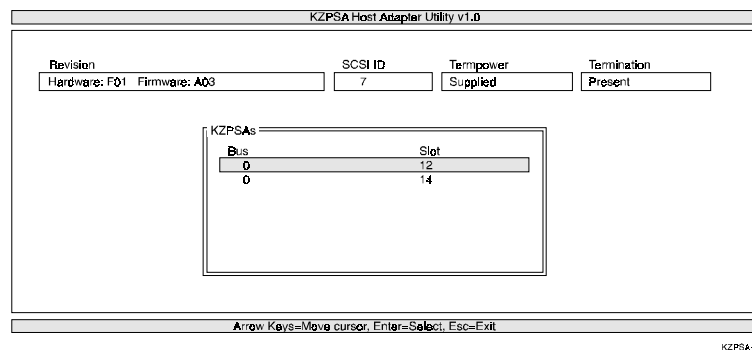 KZPSA Host Adapter Utility v1.0
Revision SCSI ID Termpower Termination
Hardware: F01 Firmware: A03 7 Supplied Present
KZPSAs
Bus Slot
0 12
0 14
Arrow Keys=Move cursor, Enter=Select, Esc=Exit
KZPSA-